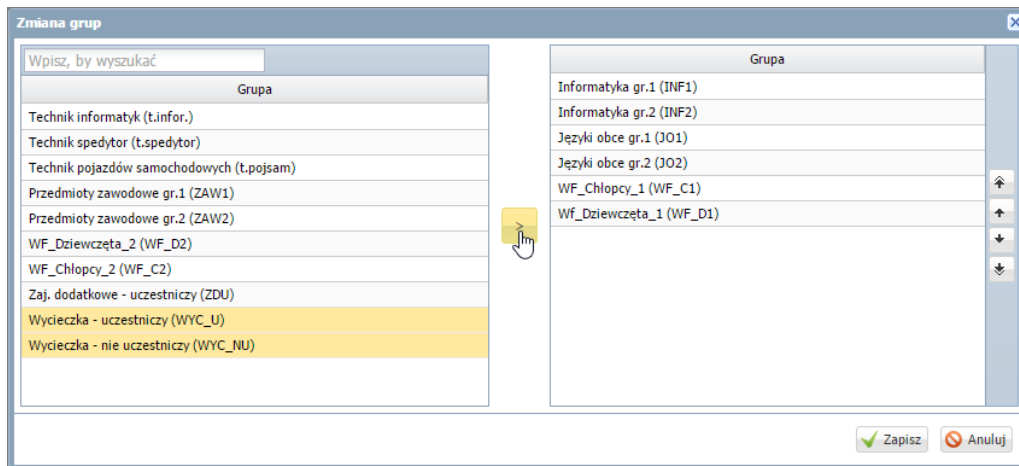 Zmiana grup
Wpisz, by wyszukać
Grupa
Technik informatyk (t.infor.)
Technik spedytor (t.spedytor)
Technik pojazdów samochodowych (t.pojsam)
Przedmioty zawodowe gr.1 (ZAW1)
Przedmioty zawodowe gr.2 (ZAW2)
WF_Dziewczęta_2 (WF_D2)
WF_Chłopcy_2 (WF_C2)
Zaj. dodatkowe - uczestniczy (ZDU)
Wycieczka - uczestniczy (WYC_U)
Wycieczka - nie uczestniczy (WYC_NU)
>
Grupa
Informatyka gr.1 (INF1)
Informatyka gr.2 (INF2)
Języki obce gr.1 (JO1)
Języki obce gr.2 (JO2)
WF_Chłopcy_1 (WF_C1)
Wf_Dziewczęta_1 (WF_D1)
Zapisz
Anuluj